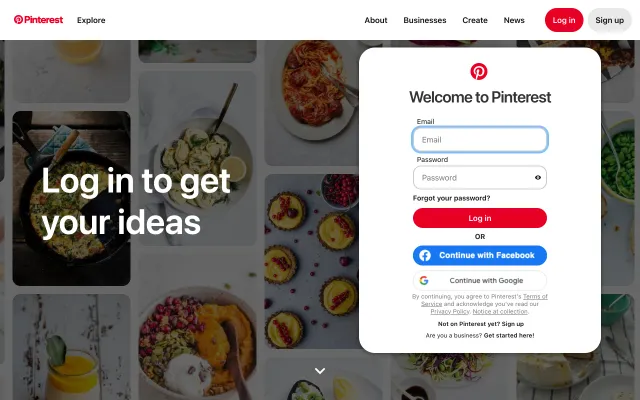 Pinterest
Explore
About
Businesses
Create
News
Log in
Sign up
Log in to get
your ideas
Welcome to Pinterest
Email
Email
Password
Password
Forgot your password?
Log in
OR
Continue with Facebook
Continue with Google
By continuing, you agree to Pinterest's Terms of
Service and acknowledge you've read our
Privacy Policy. Notice at collection.
Not on Pinterest yet? Sign up
Are you a business? Get started here!